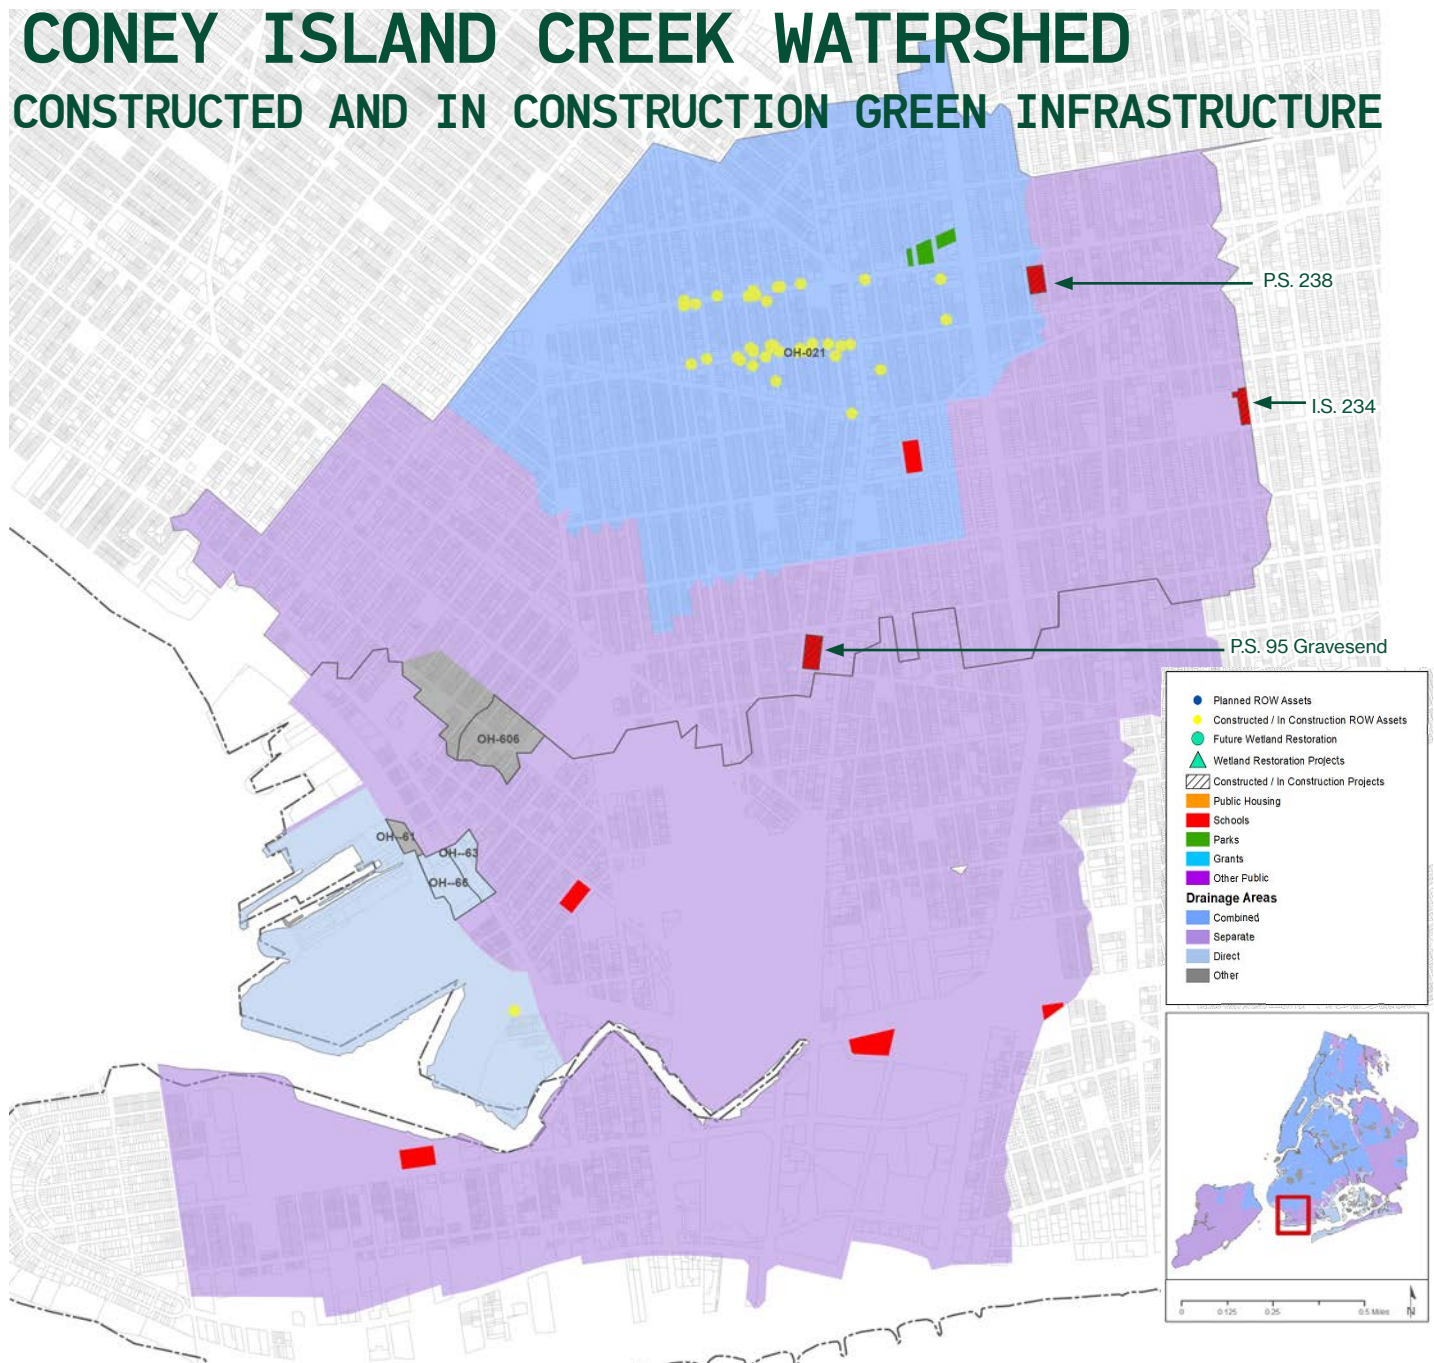 CONEY ISLAND CREEK WATERSHED
CONSTRUCTED AND IN CONSTRUCTION GREEN INFRASTRUCTURE
P.S. 238
OH-021
I.S. 234
P.S. 95 Gravesend
OH-606
OH--61
OH--63
OH--66
Planned ROW Assets
Constructed / In Construction ROW Assets
Future Wetland Restoration
Wetland Restoration Projects
Constructed / In Construction Projects
Public Housing
Schools
Parks
Grants
Other Public
Drainage Areas
Combined
Separate
Direct
Other
0 0.125 0.25 0.5 Miles
N